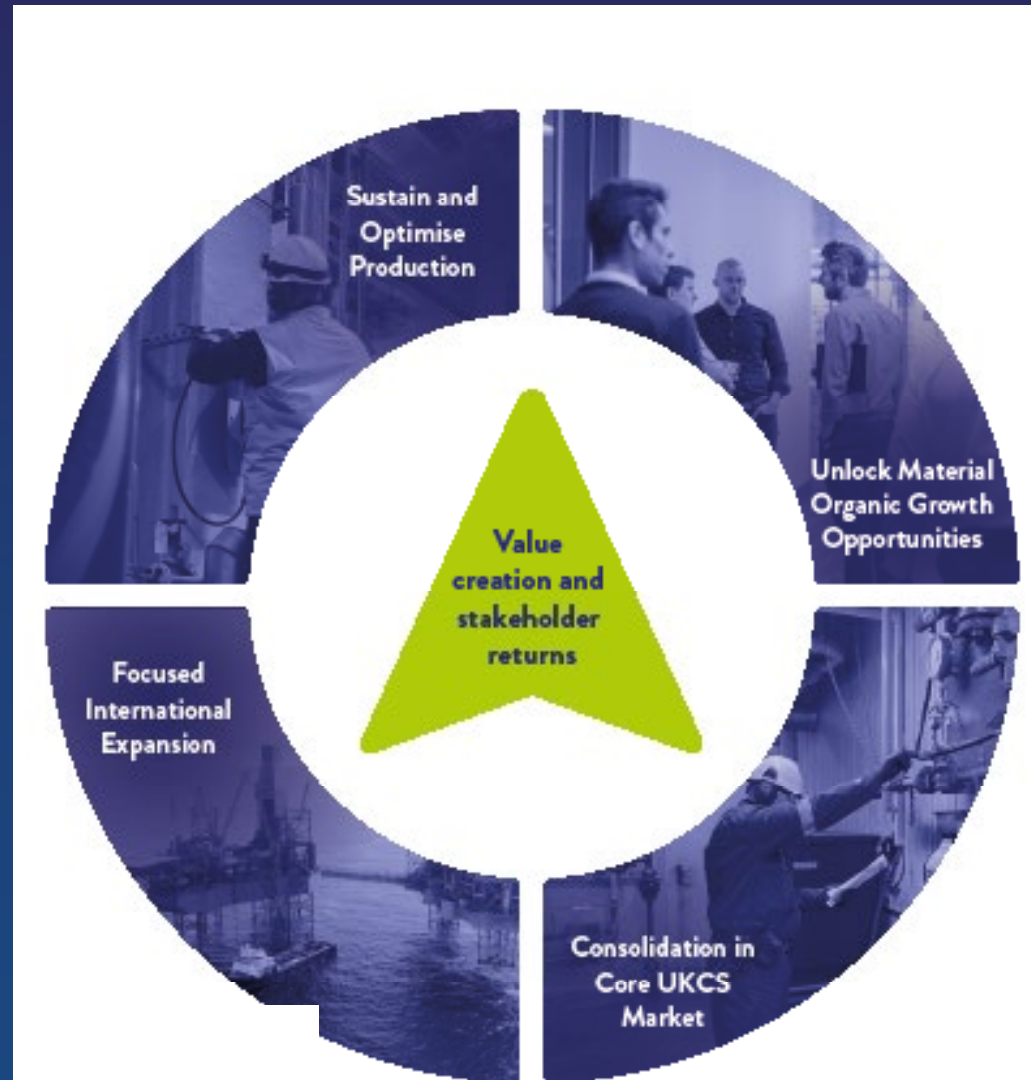 Sustain and
Optimise
Production
Unlock Material
Organic Growth
Opportunities
Value
creation and
stakeholder
returns
Focused
International
Expansion
Consolidation in
Core UKCS
Market